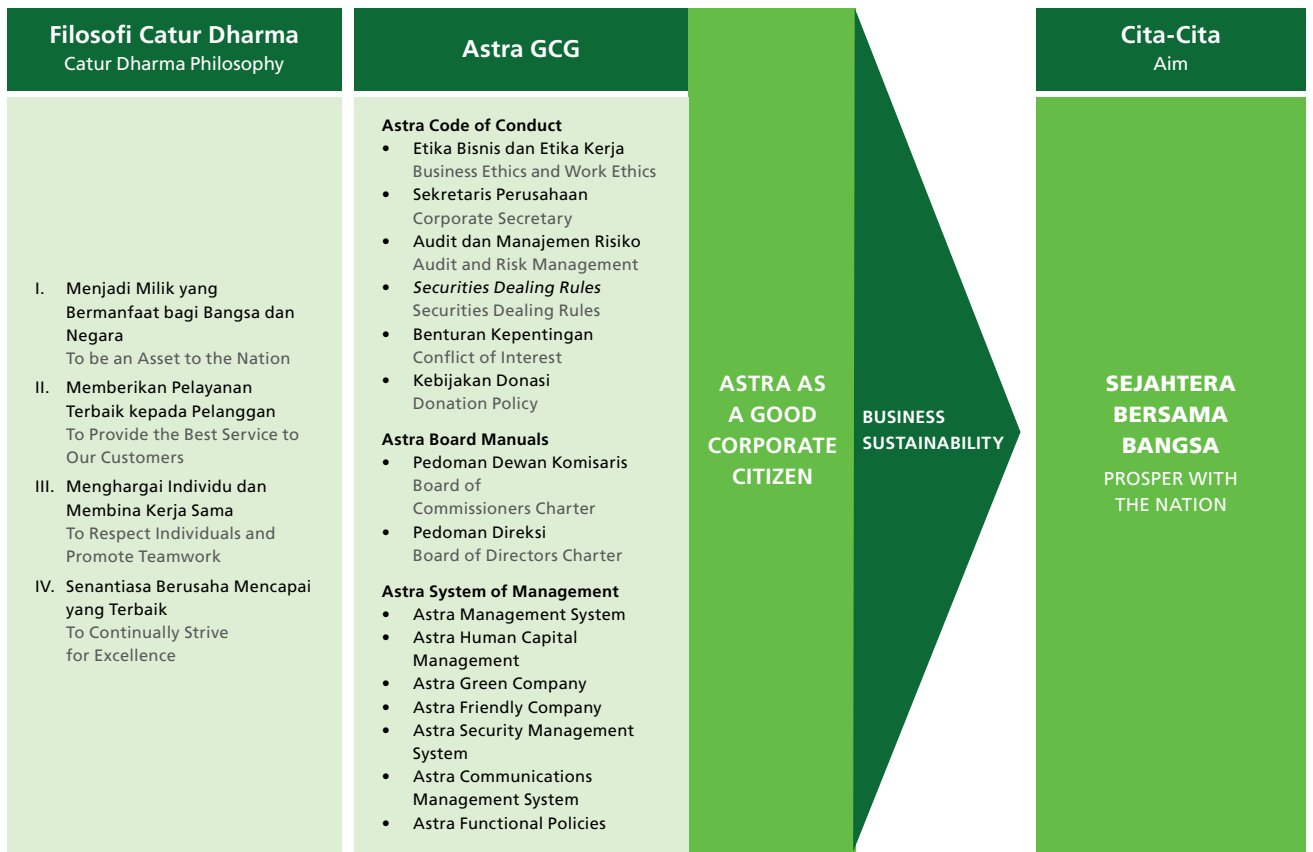 Filosofi Catur Dharma
Catur Dharma Philosophy
I. Menjadi Milik yang
Bermanfaat bagi Bangsa dan
Negara
To be an Asset to the Nation
II. Memberikan Pelayanan
Terbaik kepada Pelanggan
To Provide the Best Service to
Our Customers
III. Menghargai Individu dan
Membina Kerja Sama
To Respect Individuals and
Promote Teamwork
IV. Senantiasa Berusaha Mencapai
yang Terbaik
To Continually Strive
for Excellence
Astra GCG
Astra Code of Conduct
• Etika Bisnis dan Etika Kerja
Business Ethics and Work Ethics
• Sekretaris Perusahaan
Corporate Secretary
• Audit dan Manajemen Risiko
Audit and Risk Management
• Securities Dealing Rules
Securities Dealing Rules
• Benturan Kepentingan
Conflict of Interest
• Kebijakan Donasi
Donation Policy
Astra Board Manuals
• Pedoman Dewan Komisaris
Board of
Commissioners Charter
• Pedoman Direksi
Board of Directors Charter
Astra System of Management
• Astra Management System
• Astra Human Capital
Management
• Astra Green Company
• Astra Friendly Company
• Astra Security Management
System
• Astra Communications
Management System
• Astra Functional Policies
ASTRA AS
A GOOD
CORPORATE
CITIZEN
BUSINESS
SUSTAINABILITY
Cita-Cita
Aim
SEJAHTERA
BERSAMA
BANGSA
PROSPER WITH
THE NATION